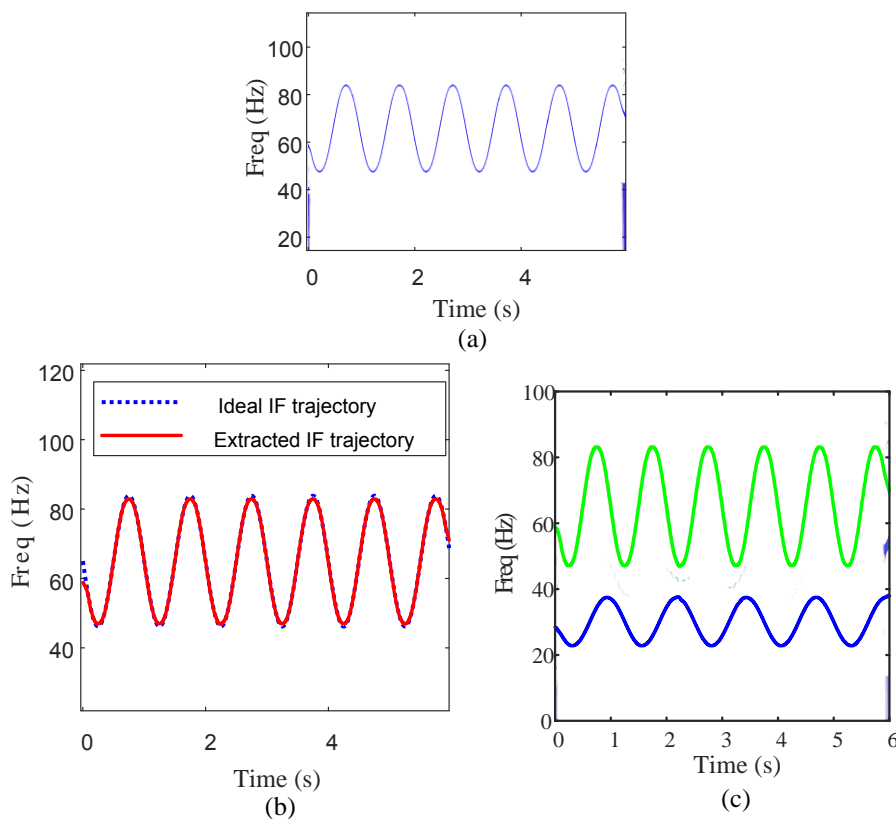 100
80
60
40
20
Freq (Hz)
0 2 4
Time (s)
(a)
120
100
80
60
40
Freq (Hz)
Ideal IF trajectory
Extracted IF trajectory
0 2 4
Time (s)
(b)
100
80
60
40
20
0
Freq (Hz)
0 1 2 3 4 5 6
Time (s)
(c)